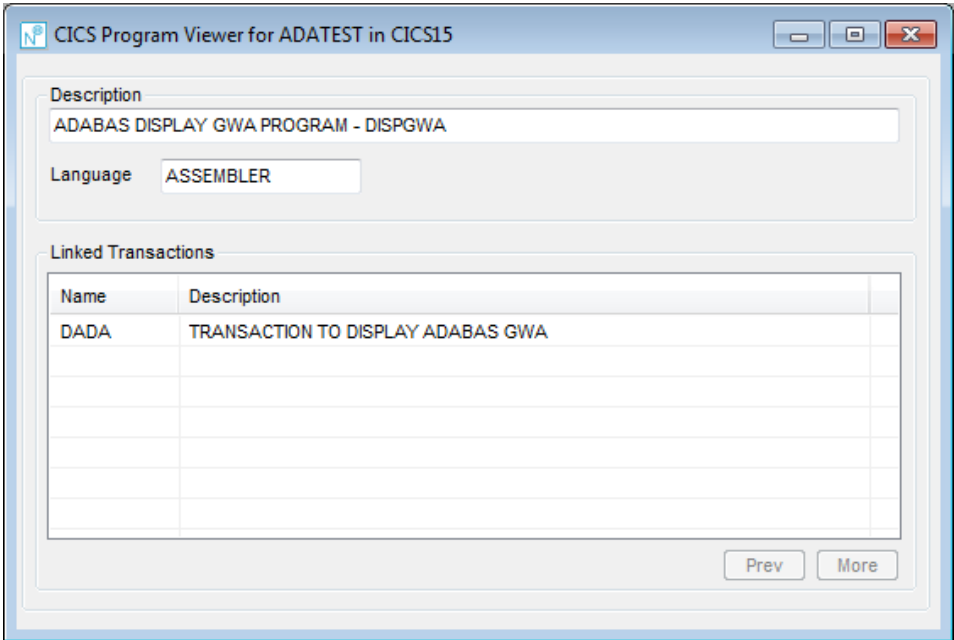 CICS Program Viewer for ADATEST in CICS15
Description
ADABAS DISPLAY GWA PROGRAM - DISPGWA
Language ASSEMBLER
Linked Transactions
Name Description
DADA TRANSACTION TO DISPLAY ADABAS GWA
Prev More